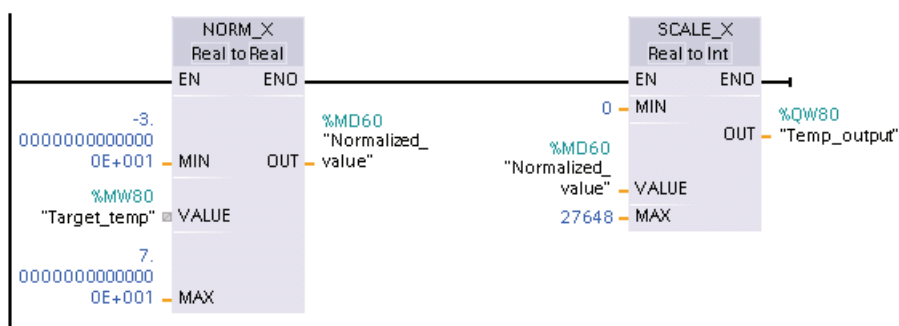 NORM_X
Real to Real
EN ENO
-3.
0000000000000
0E+001
MIN
%MD60
"Normalized_
value"
OUT
%MW80
"Target_temp"
VALUE
7.
0000000000000
0E+001
MAX
SCALE_X
Real to Int
EN ENO
0
MIN
%QW80
"Temp_output"
OUT
%MD60
"Normalized_
value"
VALUE
27648
MAX